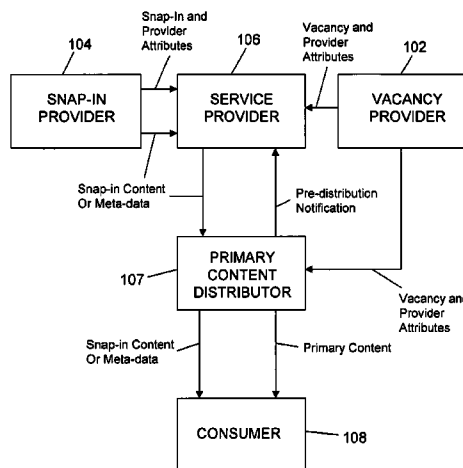 Snap-In and
Provider
Attributes
104
106
Vacancy and
Provider
Attributes
102
SNAP-IN
PROVIDER
SERVICE
PROVIDER
VACANCY
PROVIDER
Snap-in Content
Or Meta-data
Pre-distribution
Notification
PRIMARY
CONTENT
DISTRIBUTOR
107
Vacancy and
Provider
Attributes
Snap-in Content
Or Meta-data
Primary Content
CONSUMER
108